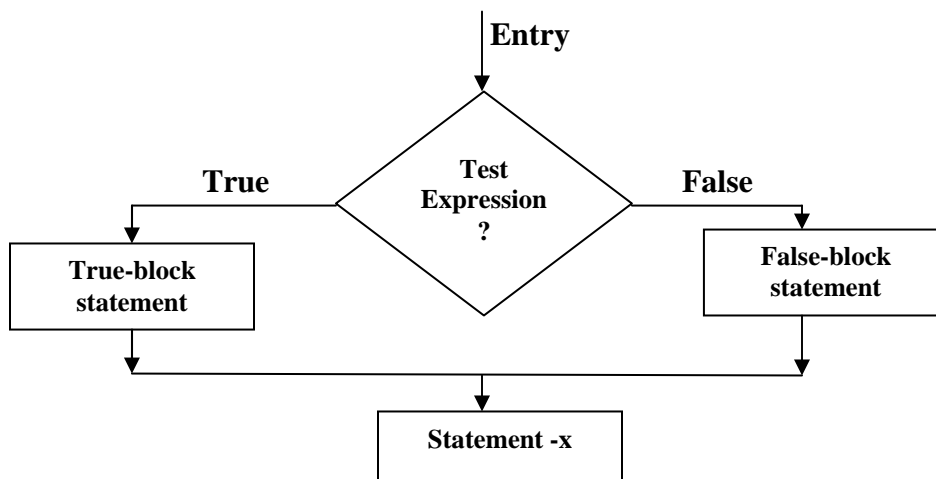 Entry
Test
Expression
?
True
False
True-block
statement
False-block
statement
Statement -x